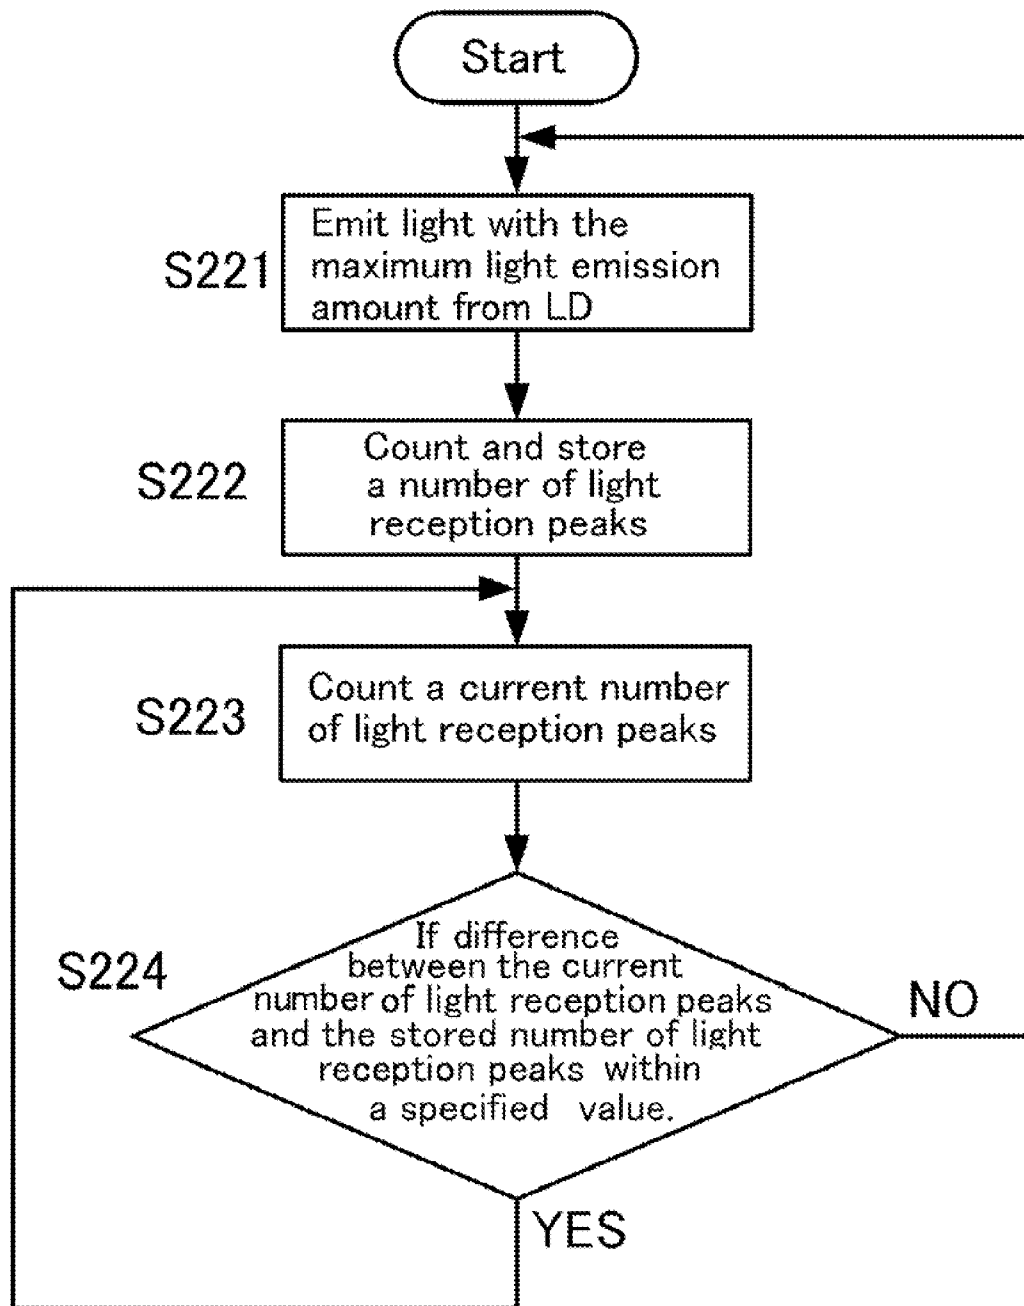 Start
S221
Emit light with the
maximum light emission
amount from LD
S222
Count and store
a number of light
reception peaks
S223
Count a current number
of light reception peaks
S224
If difference
between the current
number of light reception peaks
and the stored number of light
reception peaks within
a specified value.
NO
YES